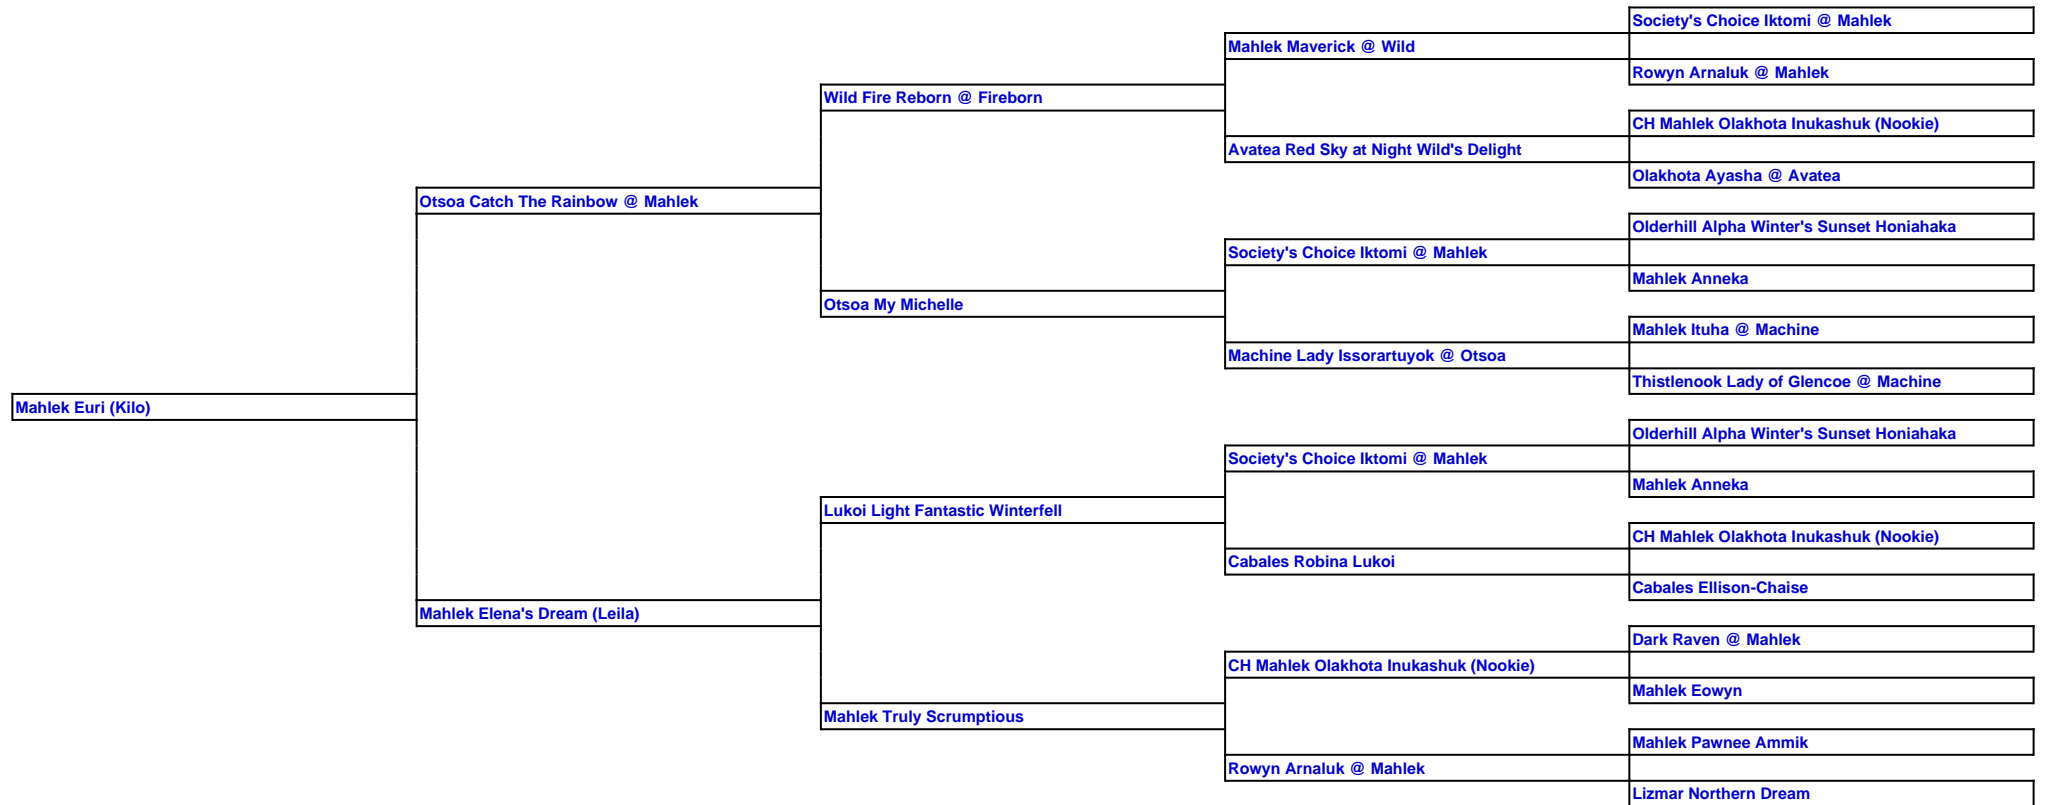 Society's Choice Iktomi @ Mahlek
Mahlek Maverick @ Wild
Rowyn Arnaluk @ Mahlek
Wild Fire Reborn @ Fireborn
CH Mahlek Olakhota Inukashuk (Nookie)
Avatea Red Sky at Night Wild's Delight
Olakhota Ayasha @ Avatea
Otsoa Catch The Rainbow @ Mahlek
Olderhill Alpha Winter's Sunset Honiahaka
Society's Choice Iktomi @ Mahlek
Mahlek Anneka
Otsoa My Michelle
Mahlek Ituha @ Machine
Machine Lady Issorartuyok @ Otsoa
Thistlenook Lady of Glencoe @ Machine
Mahlek Euri (Kilo)
Olderhill Alpha Winter's Sunset Honiahaka
Society's Choice Iktomi @ Mahlek
Mahlek Anneka
Lukoi Light Fantastic Winterfell
CH Mahlek Olakhota Inukashuk (Nookie)
Cabales Robina Lukoi
Cabales Ellison-Chaise
Mahlek Elena's Dream (Leila)
Dark Raven @ Mahlek
CH Mahlek Olakhota Inukashuk (Nookie)
Mahlek Eowyn
Mahlek Truly Scrumptious
Mahlek Pawnee Ammik
Rowyn Arnaluk @ Mahlek
Lizmar Northern Dream